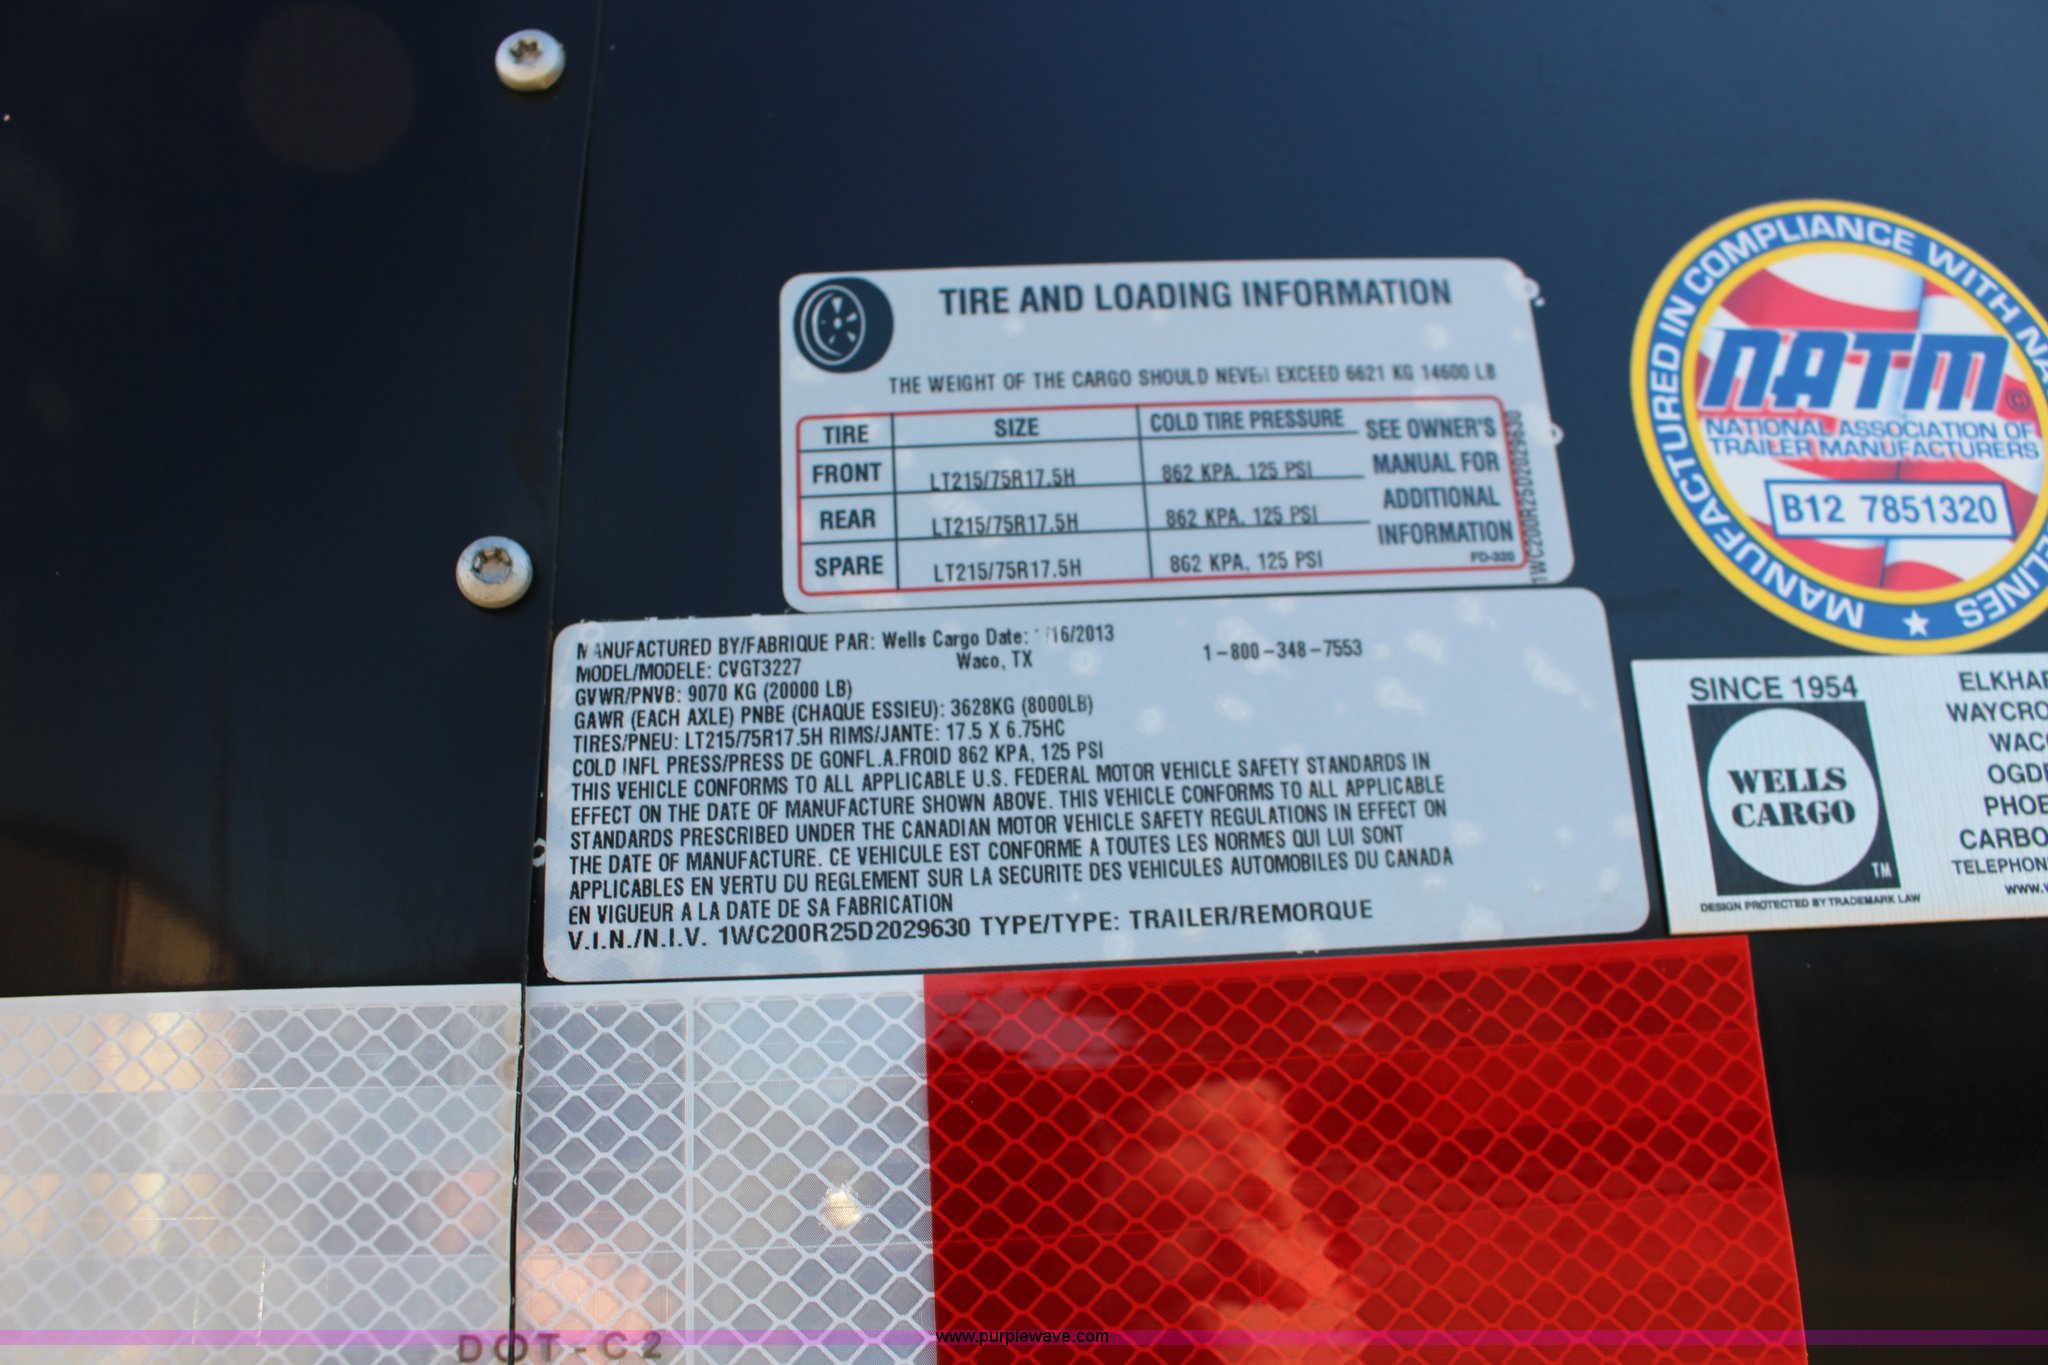 TIRE AND LOADING INFORMATION
THE WEIGHT OF THE CARGO SHOULD NEVER EXCEED 6621 KG 14600 LB
TIRE SIZE COLD TIRE PRESSURE
FRONT LT215/75R17.5H 862 KPA, 125 PSI
REAR LT215/75R17.5H 862 KPA, 125 PSI
SPARE LT215/75R17.5H 862 KPA, 125 PSI
SEE OWNER'S
MANUAL FOR
ADDITIONAL
INFORMATION
FD-320
1WC200R25D2029630
MANUFACTURED BY/FABRIQUE PAR: Wells Cargo Date: /16/2013
MODEL/MODELE: CVGT3227 Waco, TX 1-800-348-7553
GVWR/PNVB: 9070 KG (20000 LB)
GAWR (EACH AXLE) PNBE (CHAQUE ESSIEU): 3628KG (8000LB)
TIRES/PNEU: LT215/75R17.5H RIMS/JANTE: 17.5 X 6.75HC
COLD INFL PRESS/PRESS DE GONFL.A.FROID 862 KPA, 125 PSI
THIS VEHICLE CONFORMS TO ALL APPLICABLE U.S. FEDERAL MOTOR VEHICLE SAFETY STANDARDS IN
EFFECT ON THE DATE OF MANUFACTURE SHOWN ABOVE. THIS VEHICLE CONFORMS TO ALL APPLICABLE
STANDARDS PRESCRIBED UNDER THE CANADIAN MOTOR VEHICLE SAFETY REGULATIONS IN EFFECT ON
THE DATE OF MANUFACTURE. CE VEHICULE EST CONFORME A TOUTES LES NORMES QUI LUI SONT
APPLICABLES EN VERTU DU REGLEMENT SUR LA SECURITE DES VEHICULES AUTOMOBILES DU CANADA
EN VIGUEUR A LA DATE DE SA FABRICATION
V.I.N./N.I.V. 1WC200R25D2029630 TYPE/TYPE: TRAILER/REMORQUE
MANUFACTURED IN COMPLIANCE WITH
NATM ©
NATIONAL ASSOCIATION OF
TRAILER MANUFACTURERS
B12 7851320
SINCE 1954
WELLS
CARGO
TM
DESIGN PROTECTED BY TRADEMARK LAW
DOT-C2
www.purplewave.com